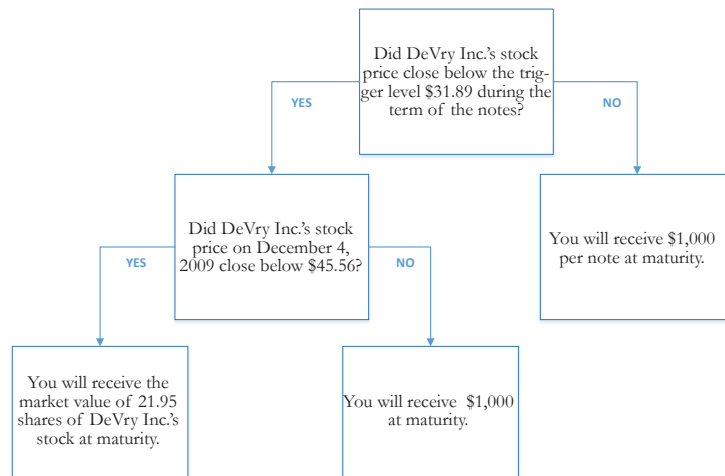 Did DeVry Inc.'s stock
price close below the trig-
ger level $31.89 during the
term of the notes?
YES
NO
Did DeVry Inc.'s stock
price on December 4,
2009 close below $45.56?
You will receive $1,000
per note at maturity.
YES
NO
You will receive the
market value of 21.95
shares of DeVry Inc.'s
stock at maturity.
You will receive $1,000
at maturity.